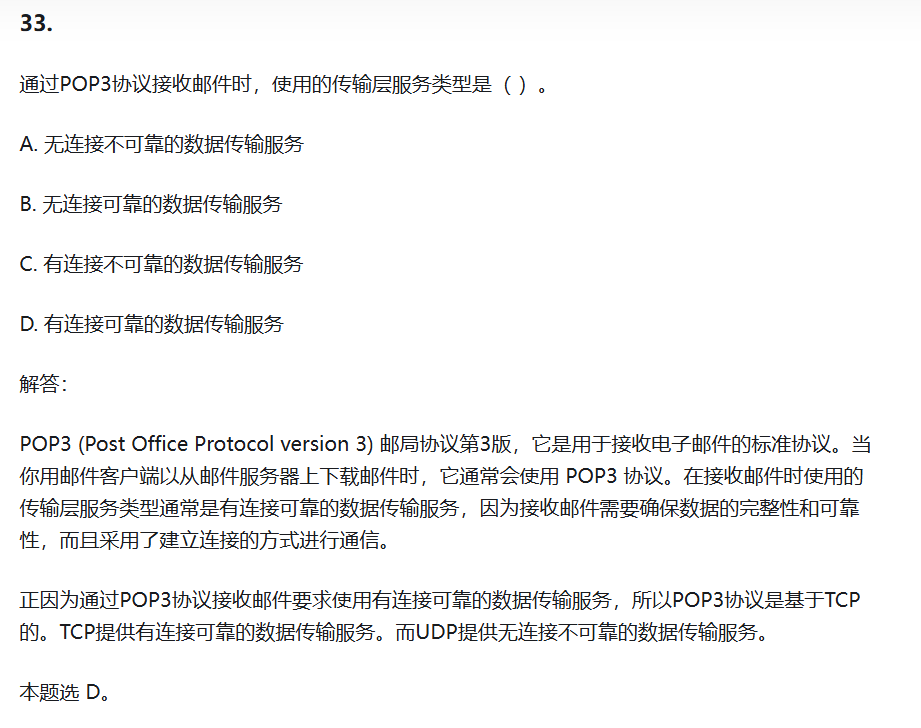 33.
通过POP3协议接收邮件时，使用的传输层服务类型是（ ）。
A. 无连接不可靠的数据传输服务
B. 无连接可靠的数据传输服务
C. 有连接不可靠的数据传输服务
D. 有连接可靠的数据传输服务
解答：
POP3 (Post Office Protocol version 3) 邮局协议第3版，它是用于接收电子邮件的标准协议。当
你用邮件客户端以从邮件服务器上下载邮件时，它通常会使用 POP3 协议。在接收邮件时使用的
传输层服务类型通常是有连接可靠的数据传输服务，因为接收邮件需要确保数据的完整性和可靠
性，而且采用了建立连接的方式进行通信。
正因为通过POP3协议接收邮件要求使用有连接可靠的数据传输服务，所以POP3协议是基于TCP
的。TCP提供有连接可靠的数据传输服务。而UDP提供无连接不可靠的数据传输服务。
本题选 D。